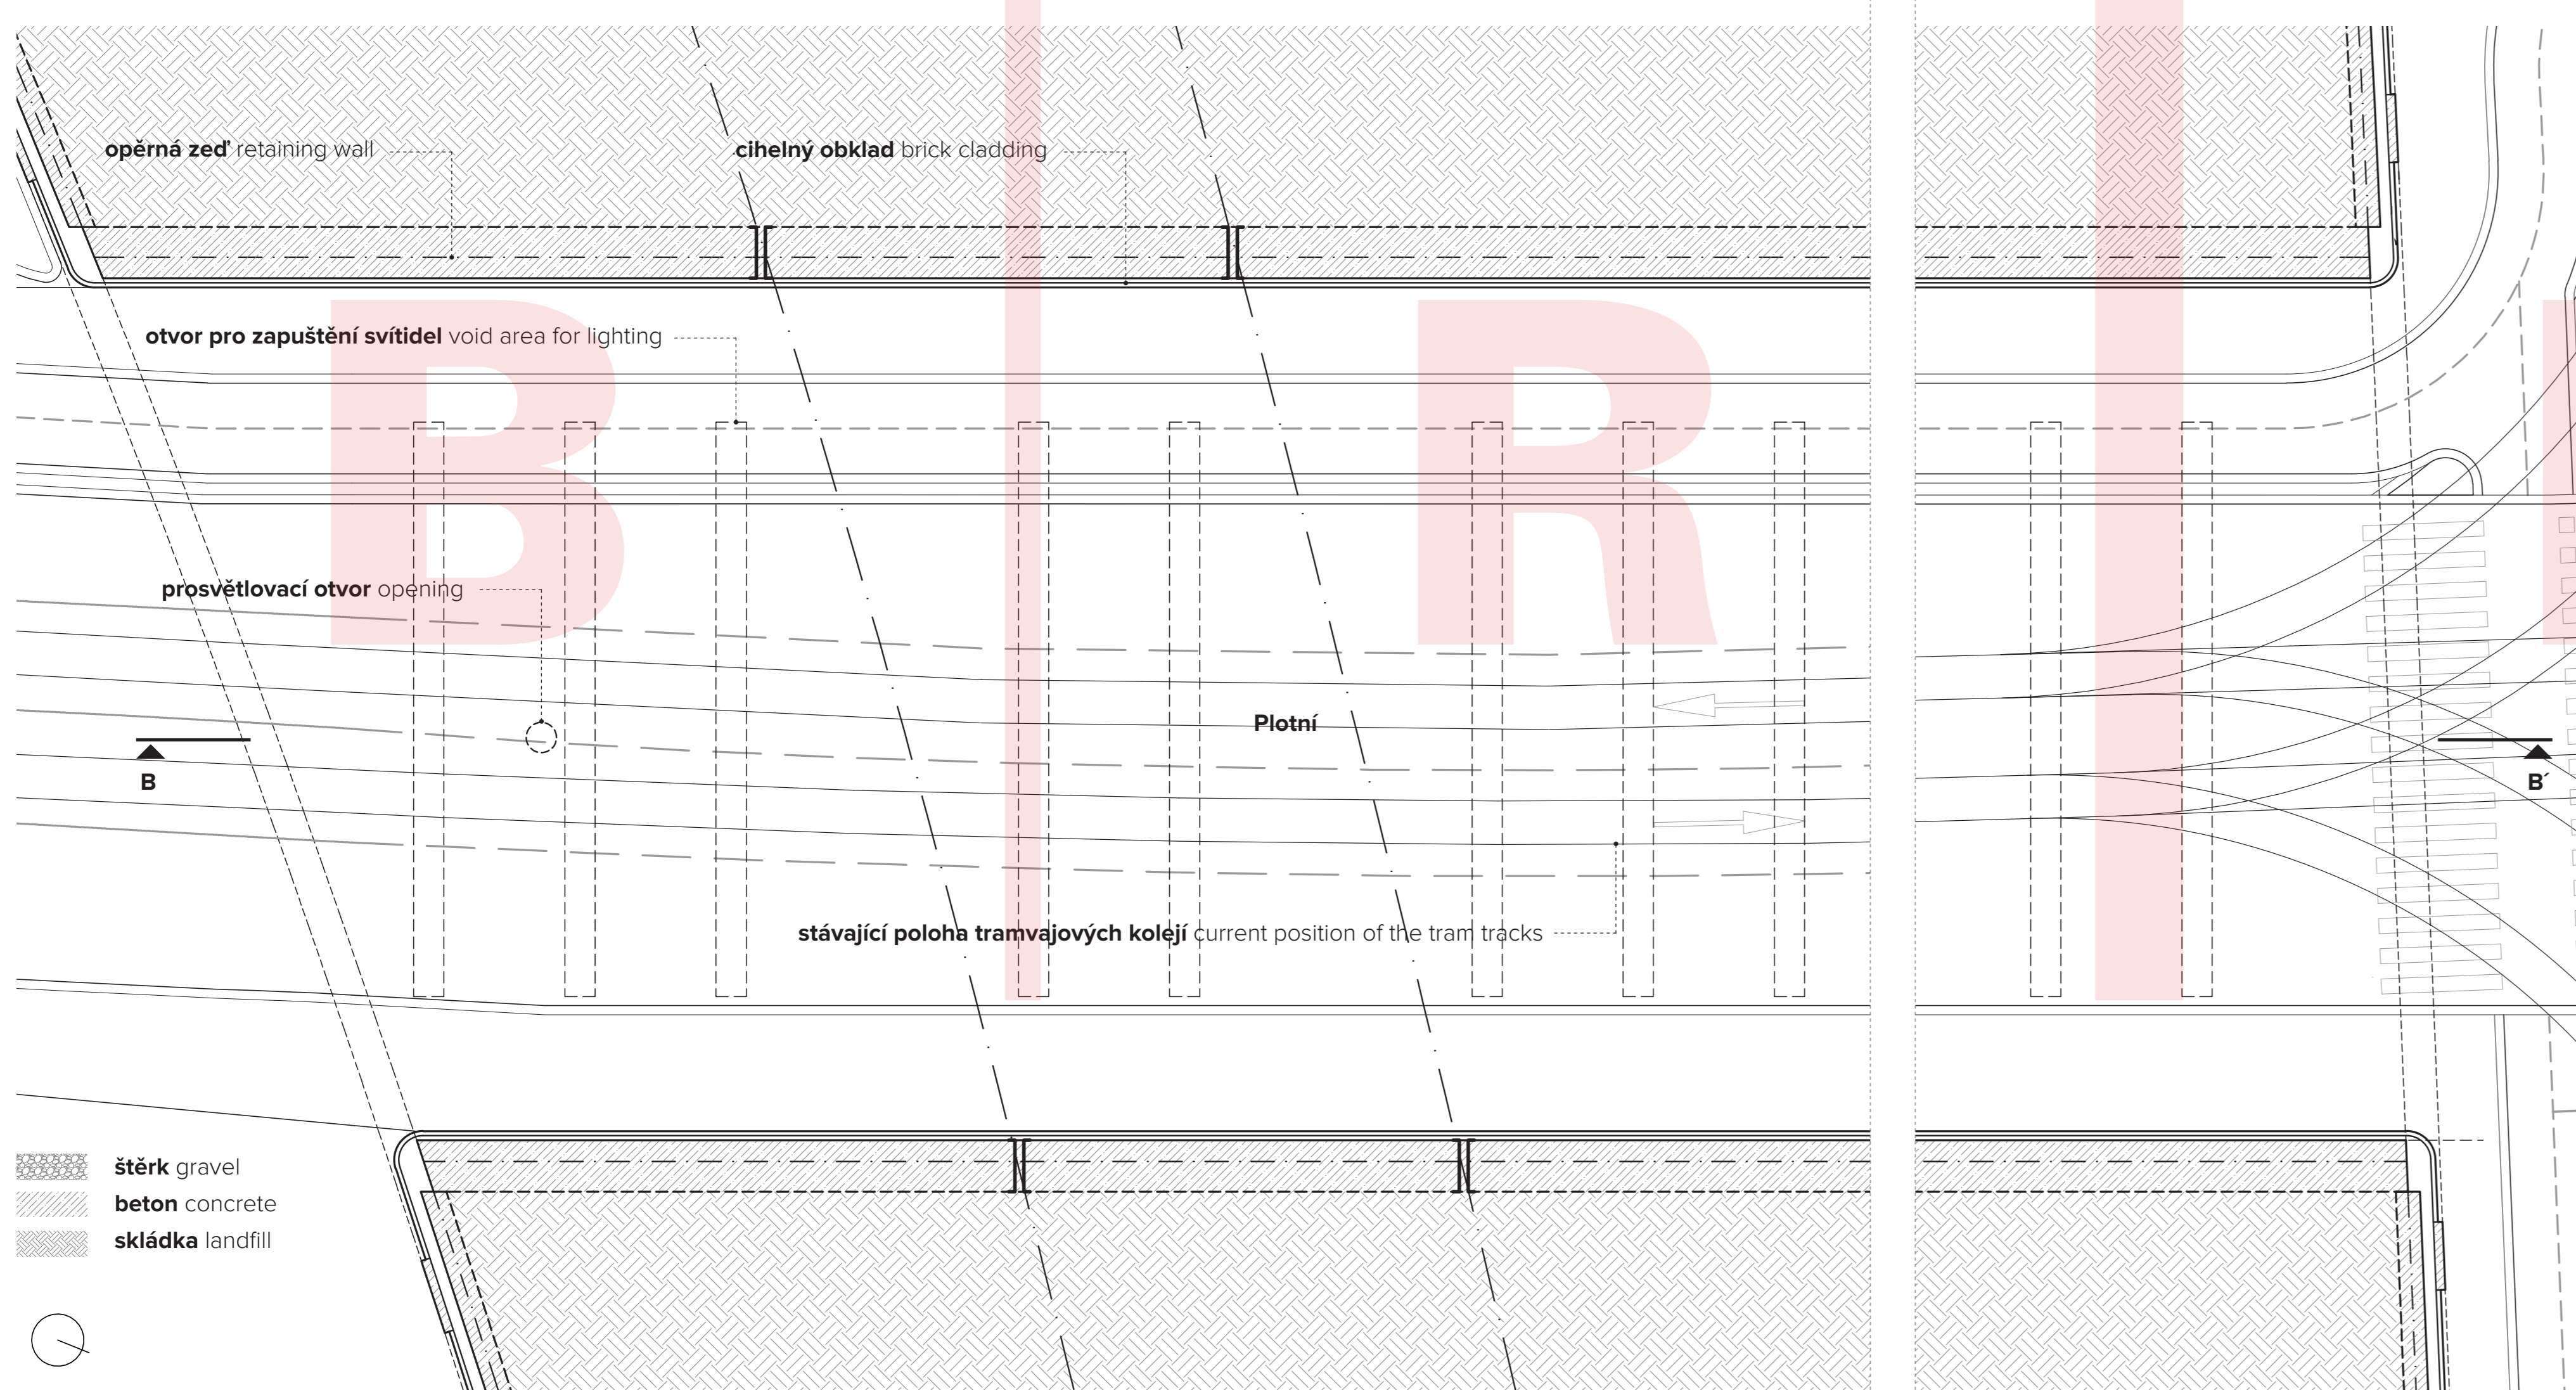 opěrná zeď retaining wall
cihelný obklad brick cladding
otvor pro zapuštění svítidel void area for lighting
B R I
prosvětlovací otvor opening
Plotní
B
B´
stávající poloha tramvajových kolejí current position of the tram tracks
štěrk gravel
beton concrete
skládka landfill